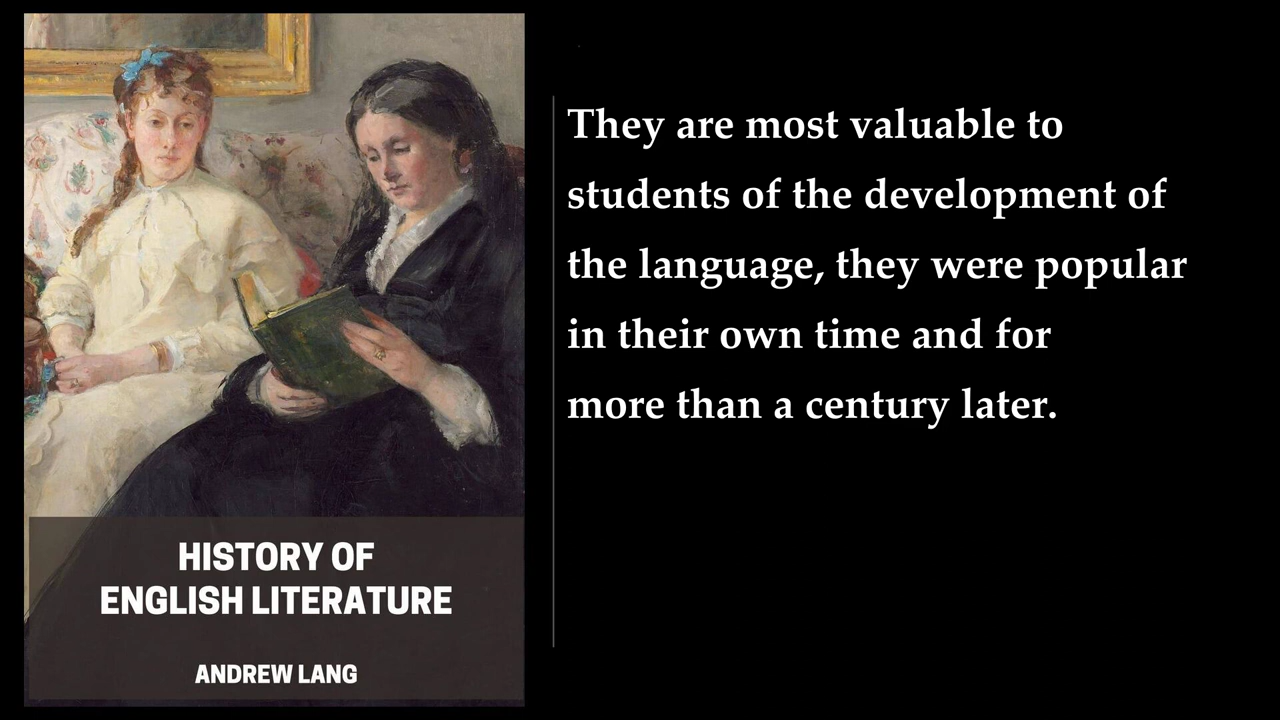 They are most valuable to
students of the development of
the language, they were popular
in their own time and for
more than a century later.
HISTORY OF
ENGLISH LITERATURE
ANDREW LANG